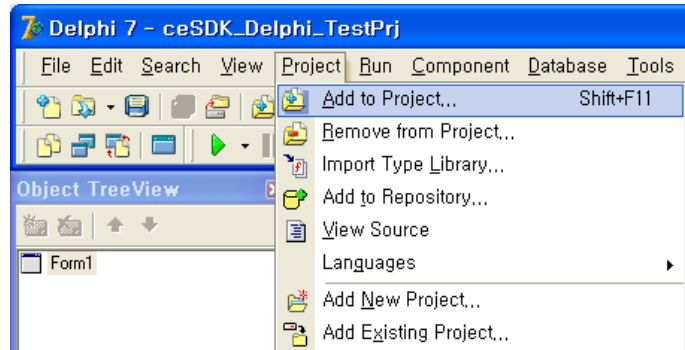 Delphi 7 - ceSDK_Delphi_TestPrj
File Edit Search View Project Run Component Database Tools
Add to Project... Shift+F11
Remove from Project...
Import Type Library...
Object TreeView
Add to Repository...
View Source
Form1
Languages
Add New Project...
Add Existing Project...